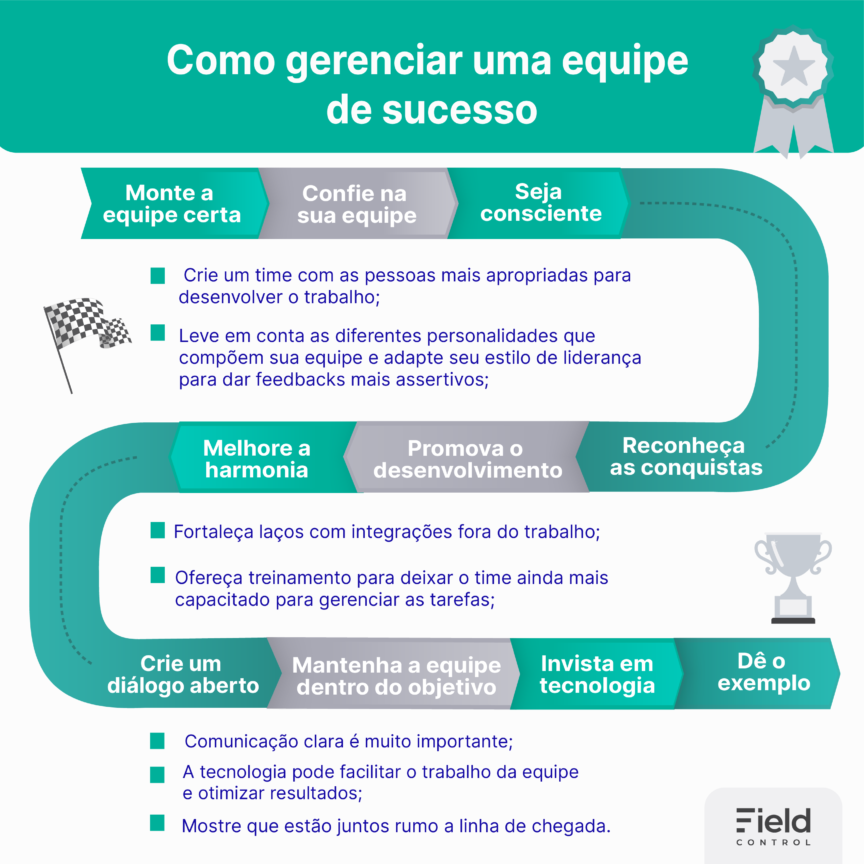 Como gerenciar uma equipe
de sucesso
Monte a
equipe certa
Confie na
sua equipe
Seja
consciente
Crie um time com as pessoas mais apropriadas para
desenvolver o trabalho;
Leve em conta as diferentes personalidades que
compõem sua equipe e adapte seu estilo de liderança
para dar feedbacks mais assertivos;
Reconheça
as conquistas
Promova o
desenvolvimento
Melhore a
harmonia
Fortaleça laços com integrações fora do trabalho;
Ofereça treinamento para deixar o time ainda mais
capacitado para gerenciar as tarefas;
Crie um
diálogo aberto
Mantenha a equipe
dentro do objetivo
Invista em
tecnologia
Dê o
exemplo
Comunicação clara é muito importante;
A tecnologia pode facilitar o trabalho da equipe
e otimizar resultados;
Mostre que estão juntos rumo a linha de chegada.
Field
CONTROL